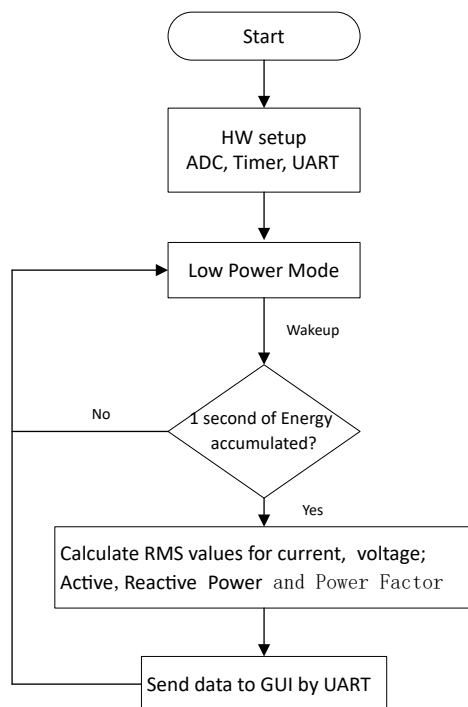 Start
HW setup
ADC, Timer, UART
Low Power Mode
Wakeup
No
1 second of Energy
accumulated?
Yes
Calculate RMS values for current, voltage;
Active, Reactive Power and Power Factor
Send data to GUI by UART